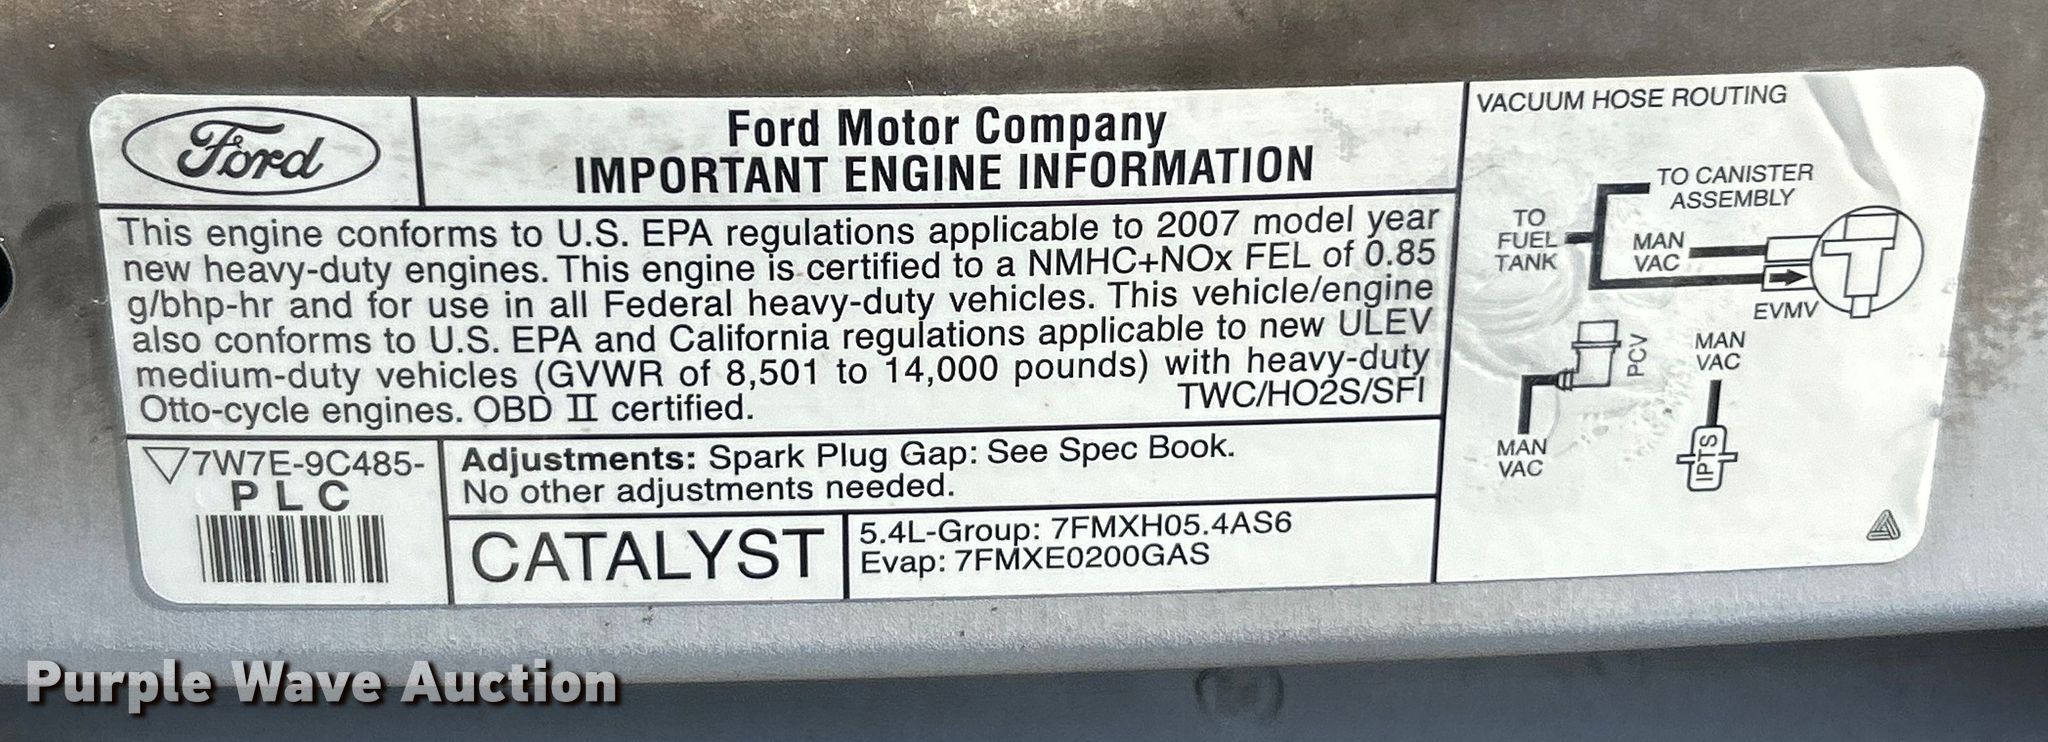 Ford
Ford Motor Company
IMPORTANT ENGINE INFORMATION
This engine conforms to U.S. EPA regulations applicable to 2007 model year
new heavy-duty engines. This engine is certified to a NMHC+NOx FEL of 0.85
g/bhp-hr and for use in all Federal heavy-duty vehicles. This vehicle/engine
also conforms to U.S. EPA and California regulations applicable to new ULEV
medium-duty vehicles (GVWR of 8,501 to 14,000 pounds) with heavy-duty
Otto-cycle engines. OBD II certified.
TWC/HO2S/SFI
7W7E-9C485-
PLC
Adjustments: Spark Plug Gap: See Spec Book.
No other adjustments needed.
CATALYST
5.4L-Group: 7FMXH05.4AS6
Evap: 7FMXE0200GAS
VACUUM HOSE ROUTING
TO CANISTER
ASSEMBLY
TO
FUEL
TANK
MAN
VAC
EVMV
PCV
MAN
VAC
MAN
VAC
IPTS
Purple Wave Auction